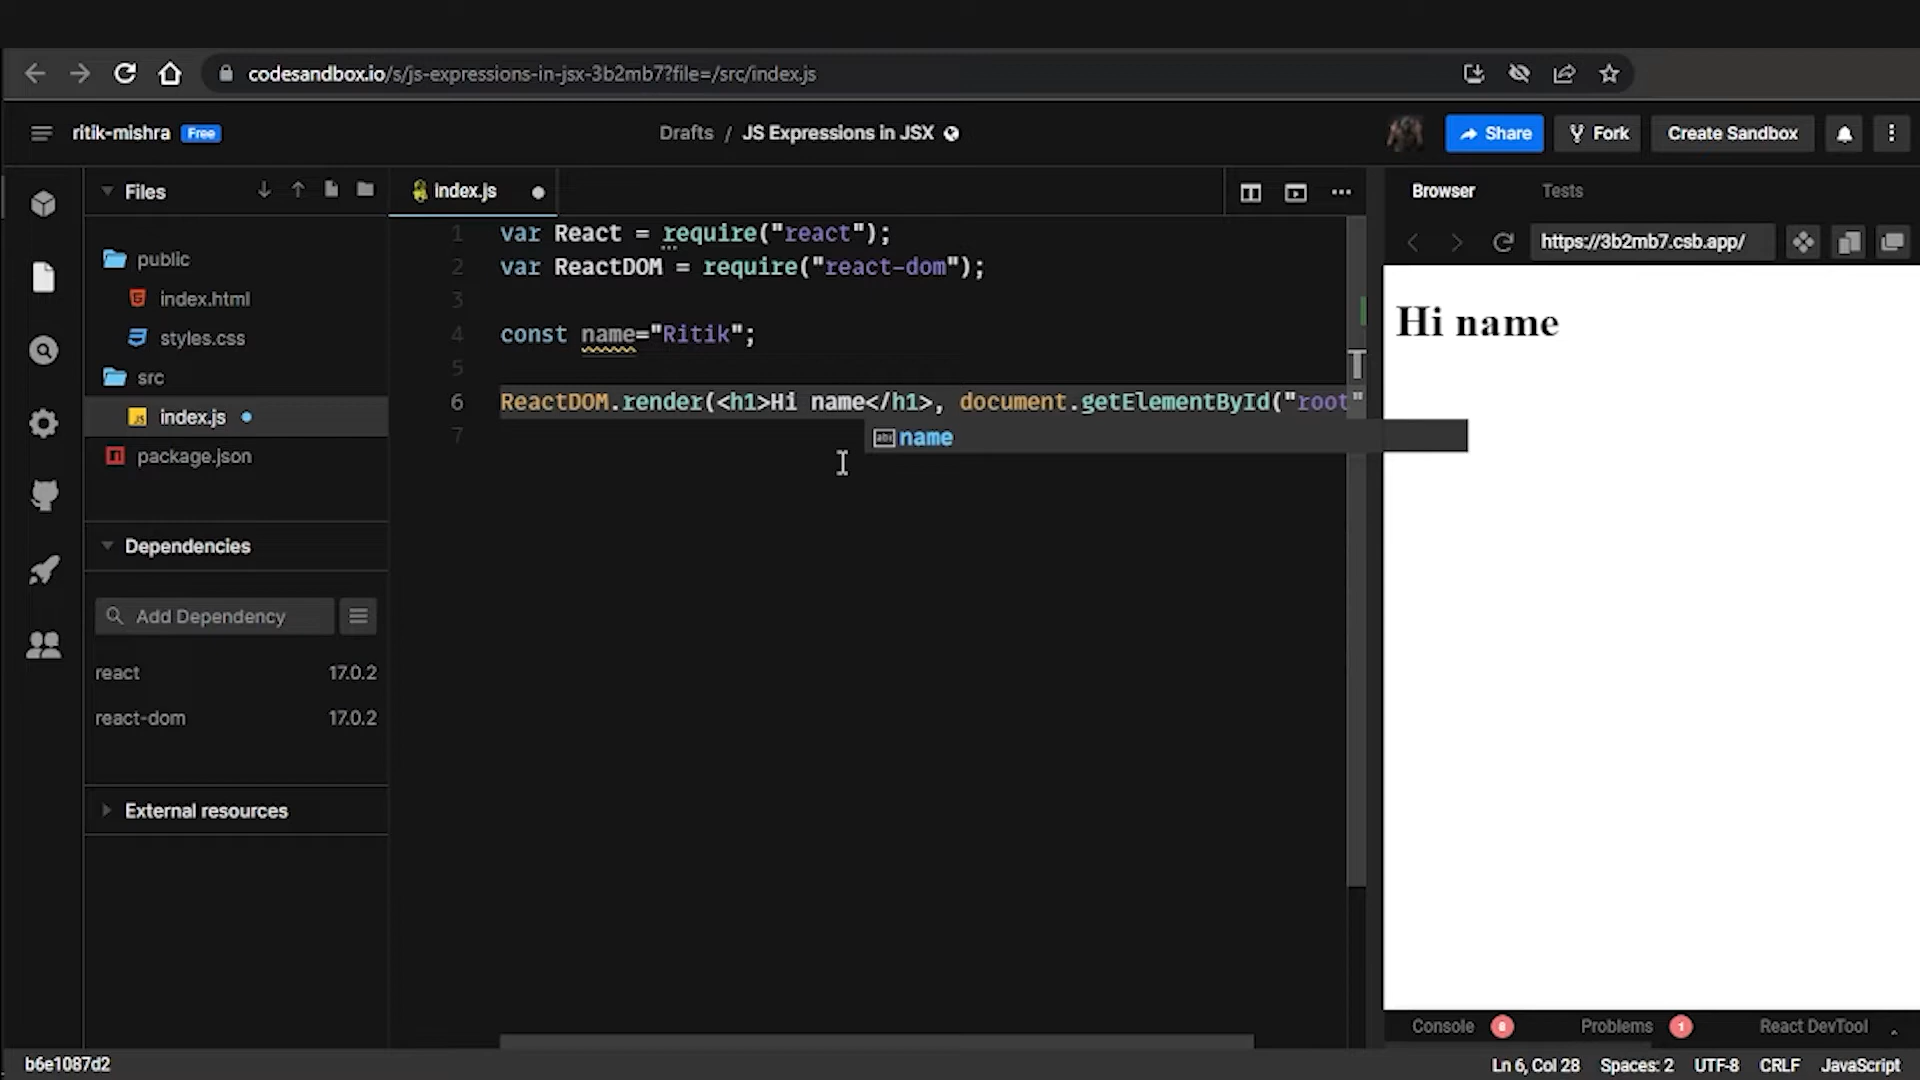 codesandbox.io/s/js-expressions-in-jsx-3b2mb7?file=/src/index.js
ritik-mishra Free
Drafts / JS Expressions in JSX
Share
Fork
Create Sandbox
Files
public
index.html
styles.css
src
index.js
package.json
Dependencies
Add Dependency
react 17.0.2
react-dom 17.0.2
External resources
index.js
1 var React = require("react");
2 var ReactDOM = require("react-dom");
3
4 const name="Ritik";
5
6 ReactDOM.render(<h1>Hi name</h1>, document.getElementById("root"
abc name
7
Browser
Tests
https://3b2mb7.csb.app/
Hi name
Console 8
Problems 1
React DevTool
b6e1087d2
Ln 6, Col 28 Spaces: 2 UTF-8 CRLF JavaScript